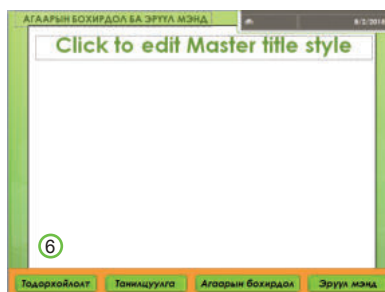 АГААРЫН БОХИРДОЛ БА ЭРҮҮЛ МЭНД
8/2/2016
Click to edit Master title style
6
Тодорхойлолт Танилцуулга Агаарын бохирдол Эрүүл мэнд